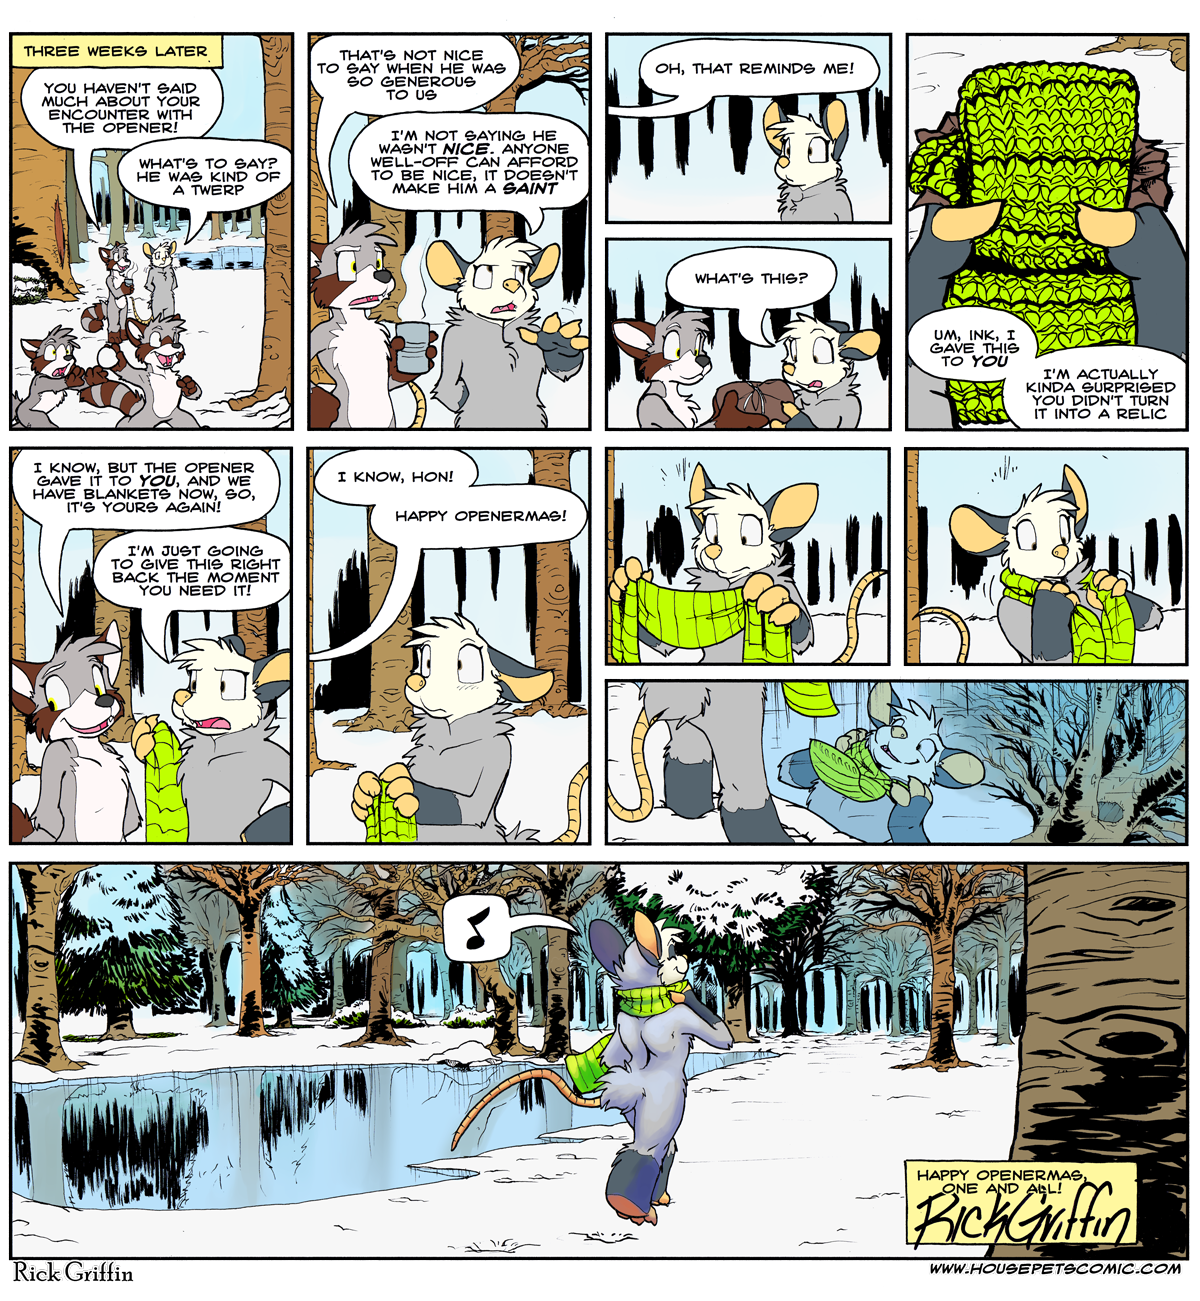 THREE WEEKS LATER
YOU HAVEN'T SAID
MUCH ABOUT YOUR
ENCOUNTER WITH
THE OPENER!
WHAT'S TO SAY?
HE WAS KIND OF
A TWERP
THAT'S NOT NICE
TO SAY WHEN HE WAS
SO GENEROUS
TO US
I'M NOT SAYING HE
WASN'T NICE. ANYONE
WELL-OFF CAN AFFORD
TO BE NICE, IT DOESN'T
MAKE HIM A SAINT
OH, THAT REMINDS ME!
WHAT'S THIS?
UM, INK, I
GAVE THIS
TO YOU
I'M ACTUALLY
KINDA SURPRISED
YOU DIDN'T TURN
IT INTO A RELIC
I KNOW, BUT THE OPENER
GAVE IT TO YOU, AND WE
HAVE BLANKETS NOW, SO,
IT'S YOURS AGAIN!
I'M JUST GOING
TO GIVE THIS RIGHT
BACK THE MOMENT
YOU NEED IT!
I KNOW, HON!
HAPPY OPENERMAS!
HAPPY OPENERMAS,
ONE AND ALL!
RICK GRIFFIN
Rick Griffin
WWW.HOUSEPETSCOMIC.COM